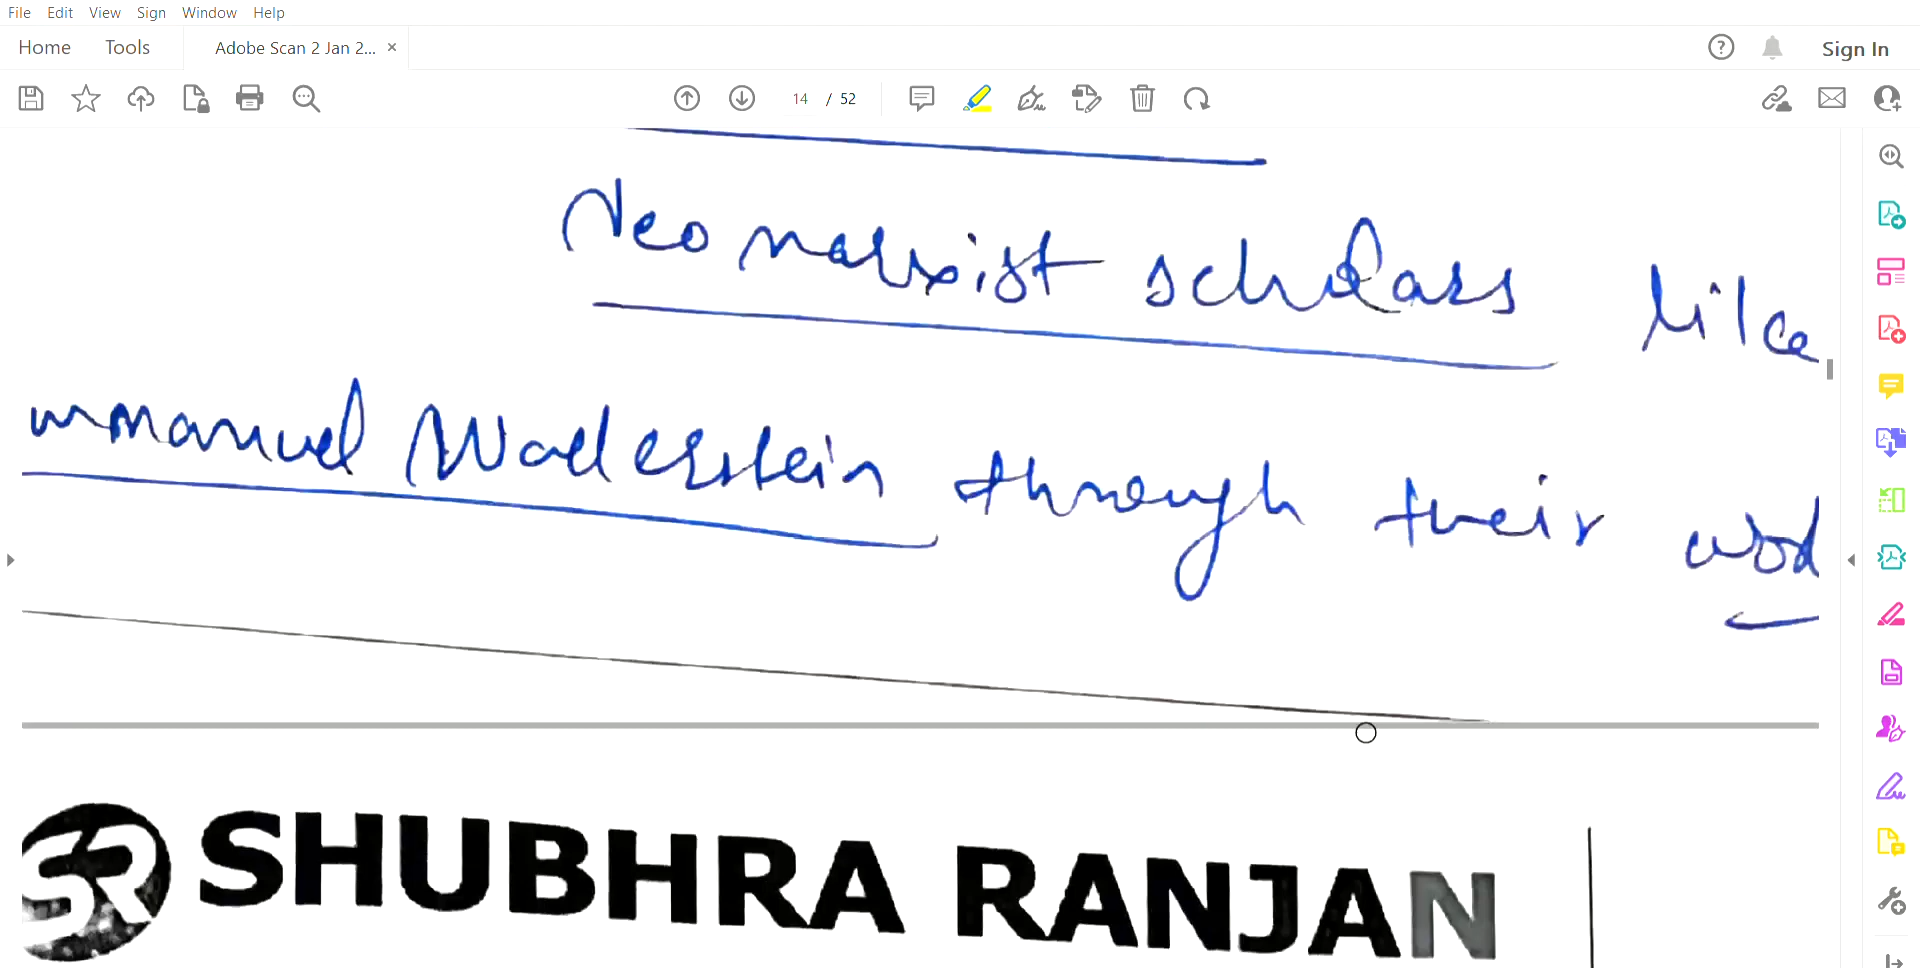 File Edit View Sign Window Help
Home Tools Adobe Scan 2 Jan 2... × Sign In
14 / 52
Neo marxist scholars like
mmanuel Wallerstein through their
SR SHUBHRA RANJAN